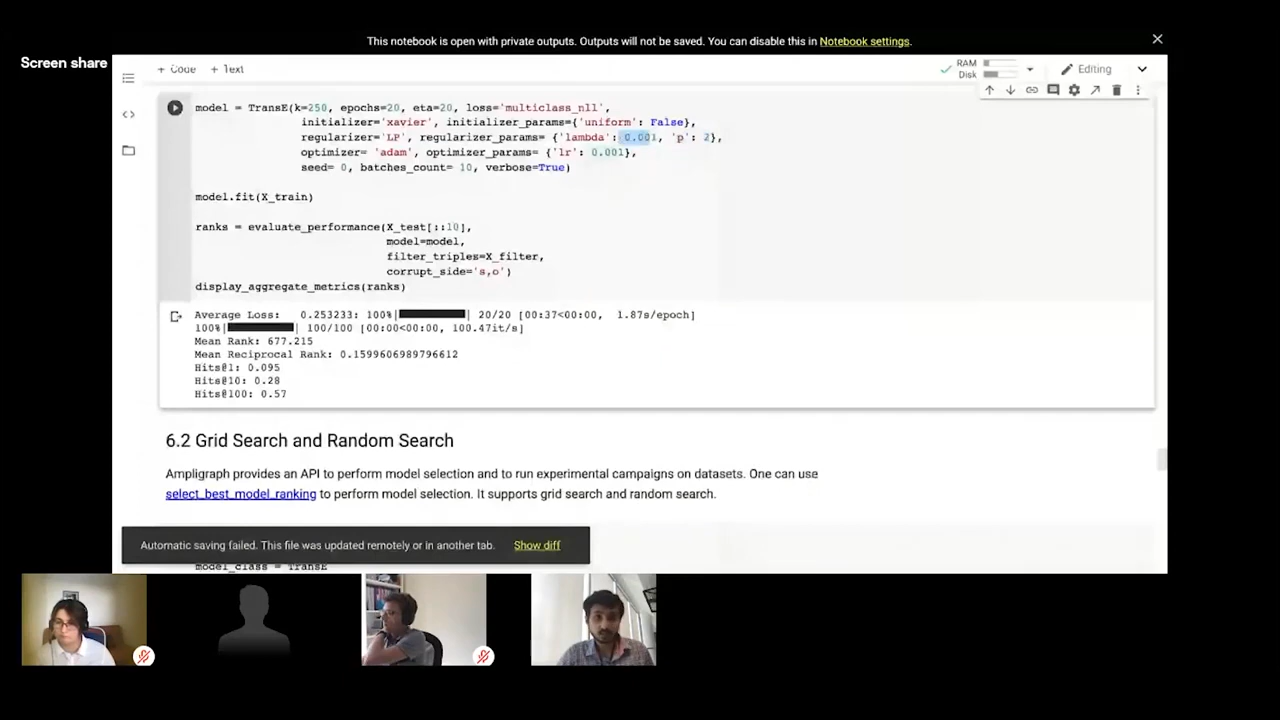 This notebook is open with private outputs. Outputs will not be saved. You can disable this in Notebook settings.
Screen share
+ Code + Text
RAM
Disk
Editing
model = TransE(k=250, epochs=20, eta=20, loss='multiclass_nll',
initializer='xavier', initializer_params={'uniform': False},
regularizer='LP', regularizer_params= {'lambda': 0.001, 'p': 2},
optimizer= 'adam', optimizer_params= {'lr': 0.001},
seed= 0, batches_count= 10, verbose=True)
model.fit(X_train)
ranks = evaluate_performance(X_test[::10],
model=model,
filter_triples=X_filter,
corrupt_side='s,o')
display_aggregate_metrics(ranks)
Average Loss: 0.253233: 100%| | 20/20 [00:37<00:00, 1.87s/epoch]
100%| | 100/100 [00:00<00:00, 100.47it/s]
Mean Rank: 677.215
Mean Reciprocal Rank: 0.1599606989796612
Hits@1: 0.095
Hits@10: 0.28
Hits@100: 0.57
6.2 Grid Search and Random Search
Ampligraph provides an API to perform model selection and to run experimental campaigns on datasets. One can use
select_best_model_ranking to perform model selection. It supports grid search and random search.
Automatic saving failed. This file was updated remotely or in another tab. Show diff
model_class = TransE